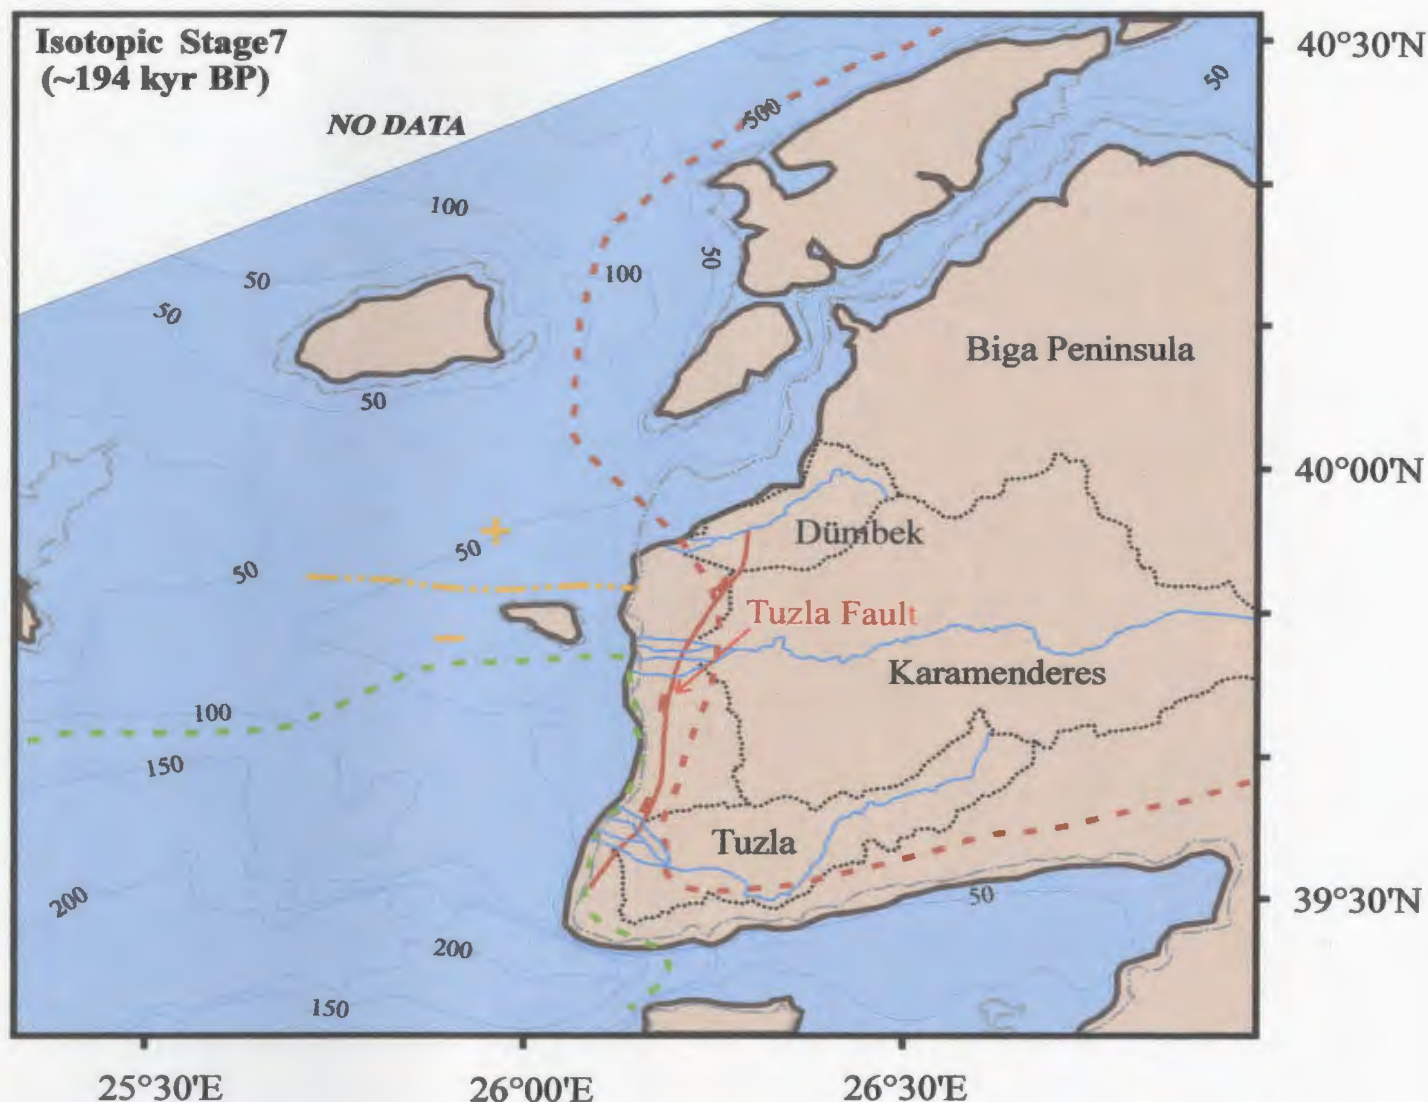 Isotopic Stage7
(~194 kyr BP)
NO DATA
40°30'N
50
500
100
50
100
50
50
50
Biga Peninsula
40°00'N
Dümbek
50
50
Tuzla Fault
Karamenderes
100
150
Tuzla
200
50
39°30'N
200
150
25°30'E
26°00'E
26°30'E